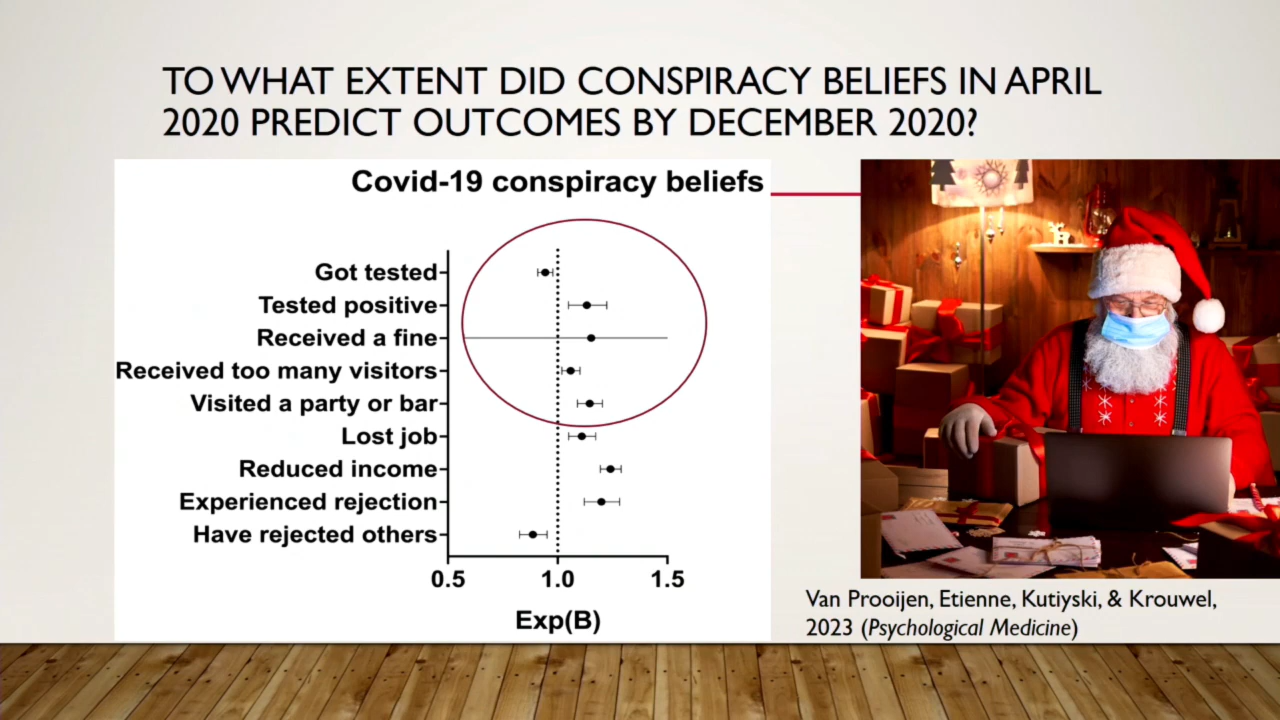 TO WHAT EXTENT DID CONSPIRACY BELIEFS IN APRIL
2020 PREDICT OUTCOMES BY DECEMBER 2020?
Covid-19 conspiracy beliefs
Got tested
Tested positive
Received a fine
Received too many visitors
Visited a party or bar
Lost job
Reduced income
Experienced rejection
Have rejected others
0.5 1.0 1.5
Exp(B)
Van Prooijen, Etienne, Kutiyski, & Krouwel,
2023 (Psychological Medicine)